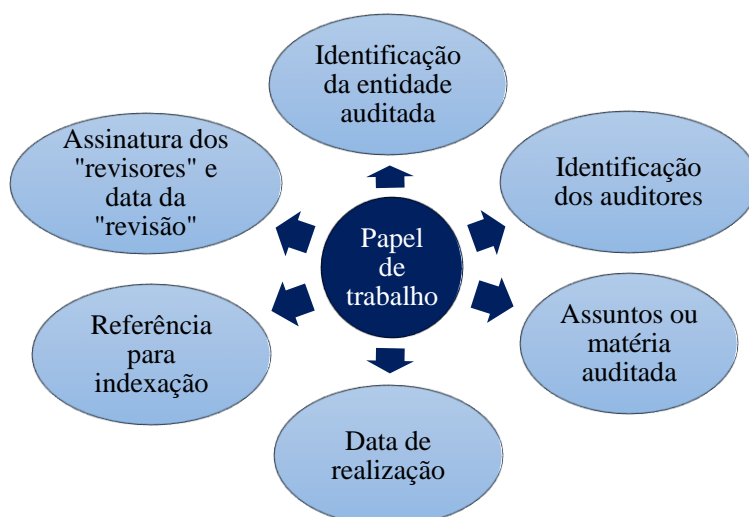 Identificação
da entidade
auditada
Assinatura dos
"revisores" e
data da
"revisão"
Identificação
dos auditores
Papel
de
trabalho
Referência
para
indexação
Assuntos ou
matéria
auditada
Data de
realização